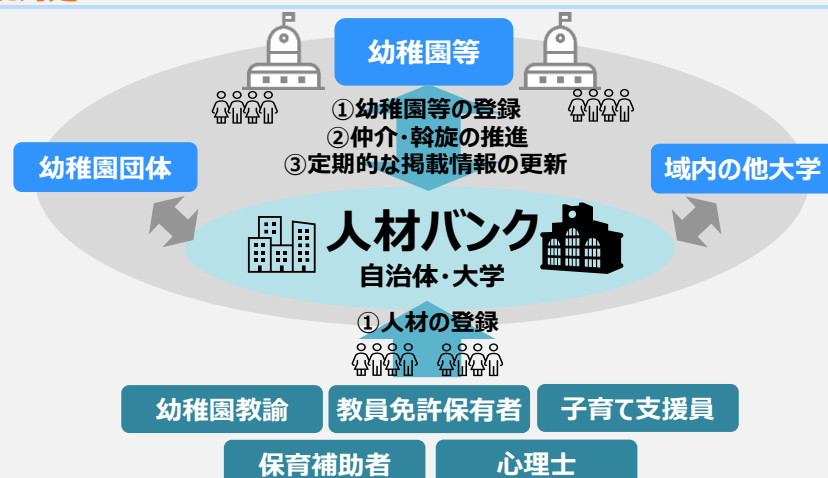 幼稚園等
①幼稚園等の登録
②仲介・斡旋の推進
③定期的な掲載情報の更新
幼稚園団体
域内の他大学
人材バンク
自治体・大学
①人材の登録
幼稚園教諭
教員免許保有者
子育て支援員
保育補助者
心理士